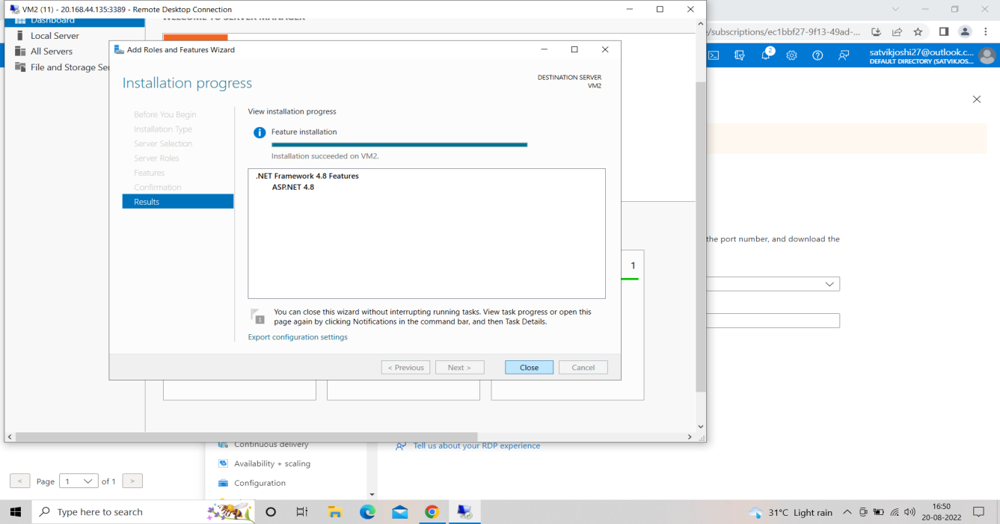 VM2 (11) - 20.168.44.135:3389 - Remote Desktop Connection
WELCOME TO SERVER MANAGER
Dashboard
Local Server
All Servers
File and Storage Ser
Add Roles and Features Wizard
Installation progress
DESTINATION SERVER
VM2
Before You Begin
Installation Type
Server Selection
Server Roles
Features
Confirmation
Results
View installation progress
Feature installation
Installation succeeded on VM2.
.NET Framework 4.8 Features
ASP.NET 4.8
You can close this wizard without interrupting running tasks. View task progress or open this
page again by clicking Notifications in the command bar, and then Task Details.
1
Export configuration settings
< Previous
Next >
Close
Cancel
1
/subscriptions/ec1bbf27-9f13-49ad-...
2
satvikjoshi27@outlook.c...
DEFAULT DIRECTORY (SATVIKJOS...
the port number, and download the
Continuous delivery
Availability + scaling
Configuration
Tell us about your RDP experience
< Page 1 of 1 >
Type here to search
31°C Light rain
16:50
20-08-2022